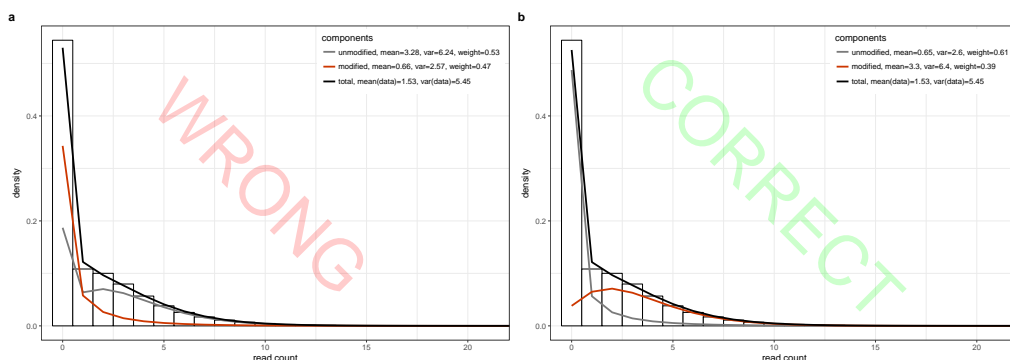 a
components
unmodified, mean=3.28, var=6.24, weight=0.53
modified, mean=0.66, var=2.57, weight=0.47
total, mean(data)=1.53, var(data)=5.45
WRONG
density
0.4
0.2
0.0
0
5
10
15
20
read count
b
components
unmodified, mean=0.65, var=2.6, weight=0.61
modified, mean=3.3, var=6.4, weight=0.39
total, mean(data)=1.53, var(data)=5.45
CORRECT
density
0.4
0.2
0.0
0
5
10
15
20
read count